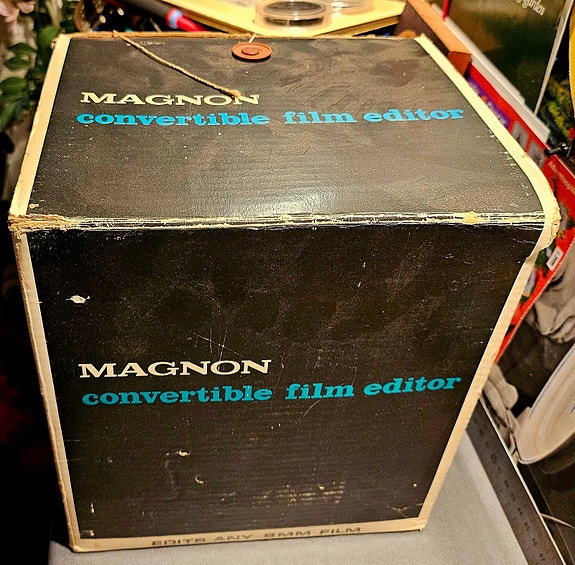 MAGNON
convertible film editor
MAGNON
convertible film editor
EDITS ANY 8MM FILM